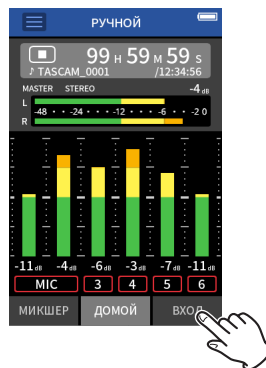 РУЧНОЙ
99 H 59 M 59 S
♪ TASCAM_0001 /12:34:56
MASTER STEREO -4 dB
L
-48 · · -24 · · · -12 · · · -6 · · -2 0
R
-11 dB -4 dB -6 dB -3 dB -7 dB -11 dB
MIC 3 4 5 6
МИКШЕР ДОМОЙ ВХОД